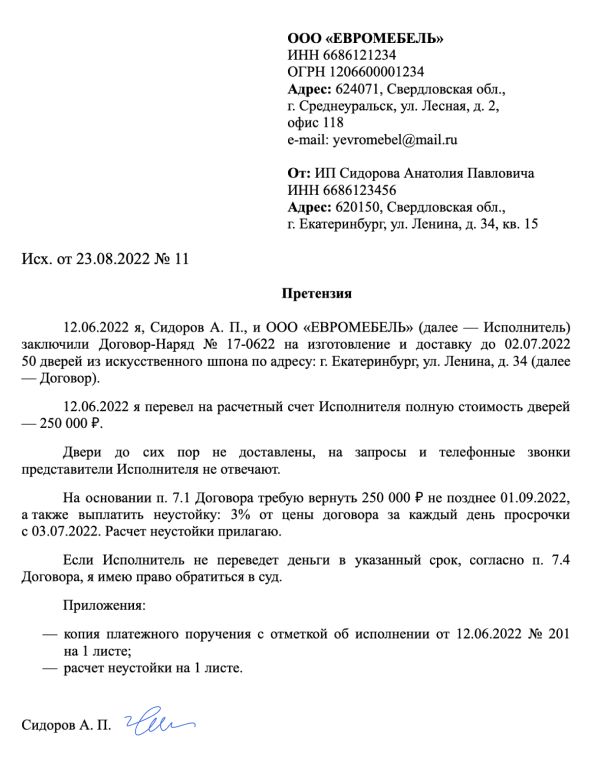 ООО «ЕВРОМЕБЕЛЬ»
ИНН 6686121234
ОГРН 1206600001234
Адрес: 624071, Свердловская обл.,
г. Среднеуральск, ул. Лесная, д. 2,
офис 118
e-mail: yevromebel@mail.ru
От: ИП Сидорова Анатолия Павловича
ИНН 6686123456
Адрес: 620150, Свердловская обл.,
г. Екатеринбург, ул. Ленина, д. 34, кв. 15
Исх. от 23.08.2022 № 11
Претензия
12.06.2022 я, Сидоров А. П., и ООО «ЕВРОМЕБЕЛЬ» (далее — Исполнитель)
заключили Договор-Наряд № 17-0622 на изготовление и доставку до 02.07.2022
50 дверей из искусственного шпона по адресу: г. Екатеринбург, ул. Ленина, д. 34 (далее
— Договор).
12.06.2022 я перевел на расчетный счет Исполнителя полную стоимость дверей
— 250 000 ₽.
Двери до сих пор не доставлены, на запросы и телефонные звонки
представители Исполнителя не отвечают.
На основании п. 7.1 Договора требую вернуть 250 000 ₽ не позднее 01.09.2022,
а также выплатить неустойку: 3% от цены договора за каждый день просрочки
с 03.07.2022. Расчет неустойки прилагаю.
Если Исполнитель не переведет деньги в указанный срок, согласно п. 7.4
Договора, я имею право обратиться в суд.
Приложения:
— копия платежного поручения с отметкой об исполнении от 12.06.2022 № 201
на 1 листе;
— расчет неустойки на 1 листе.
Сидоров А. П.